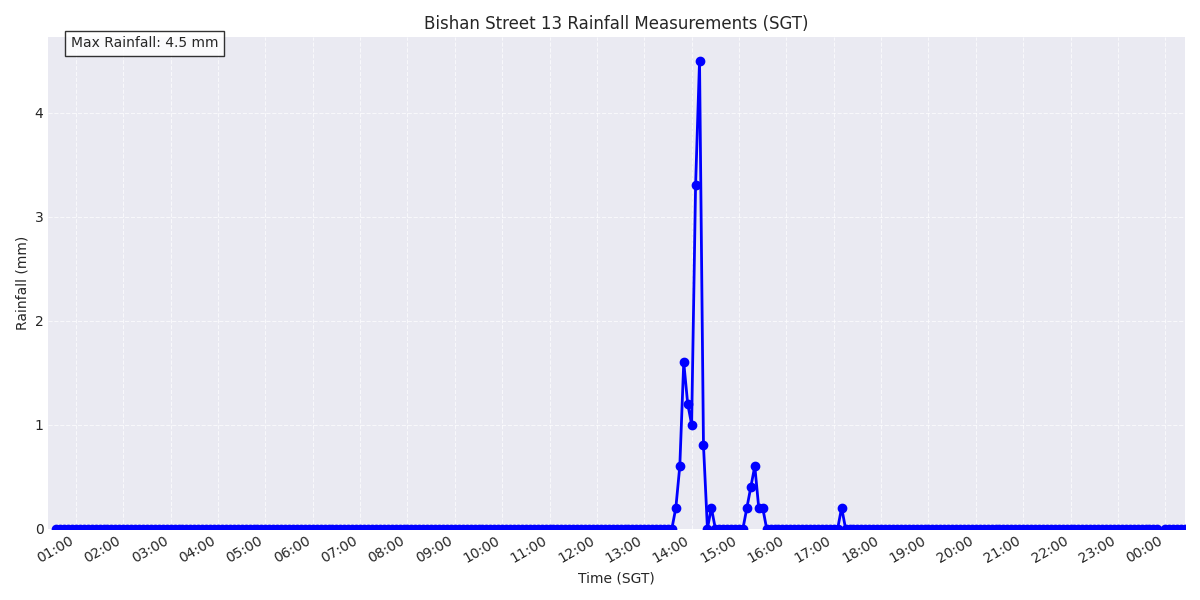 Bishan Street 13 Rainfall Measurements (SGT)
Max Rainfall: 4.5 mm
4
3
2
1
0
Rainfall (mm)
01:00 02:00 03:00 04:00 05:00 06:00 07:00 08:00 09:00 10:00 11:00 12:00 13:00 14:00 15:00 16:00 17:00 18:00 19:00 20:00 21:00 22:00 23:00 00:00
Time (SGT)